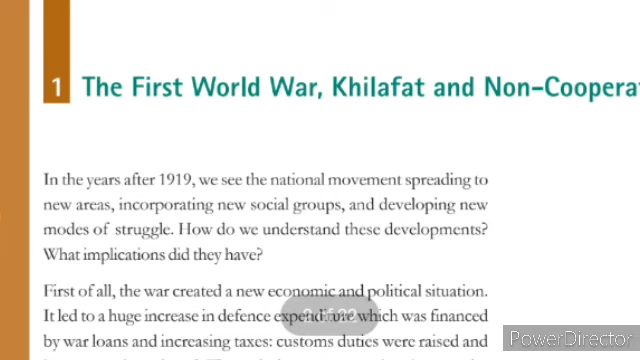 1 The First World War, Khilafat and Non-Coopera
In the years after 1919, we see the national movement spreading to
new areas, incorporating new social groups, and developing new
modes of struggle. How do we understand these developments?
What implications did they have?
First of all, the war created a new economic and political situation.
It led to a huge increase in defence expenditure which was financed
by war loans and increasing taxes: customs duties were raised and
PowerDirector